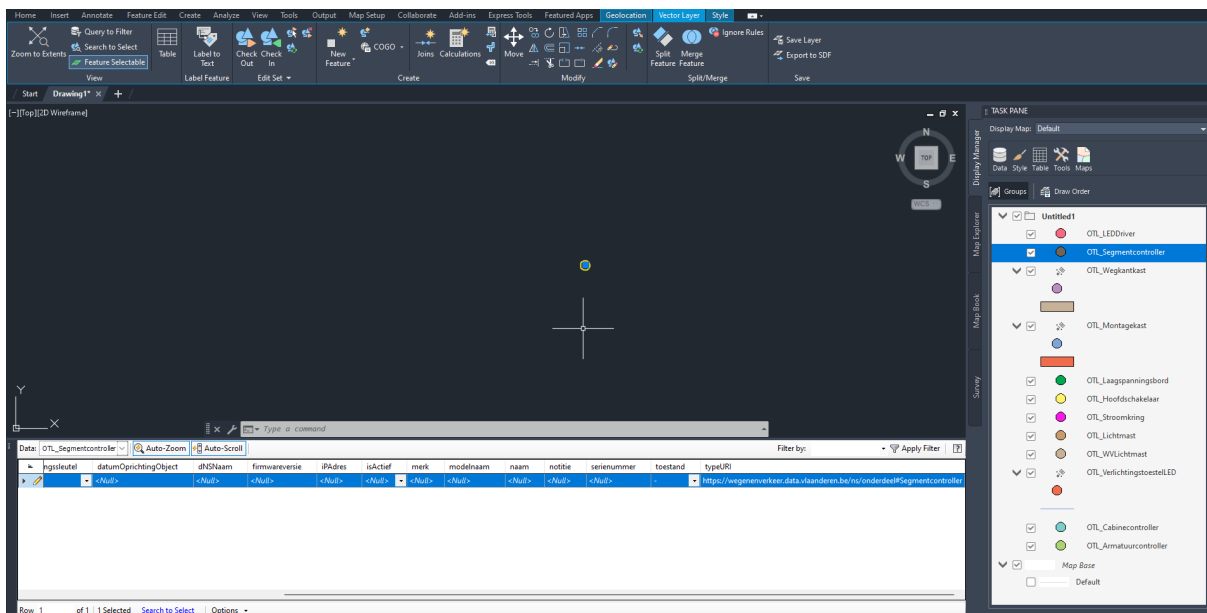 Home Insert Annotate Feature Edit Create Analyze View Tools Output Map Setup Collaborate Add-ins Express Tools Featured Apps Geolocation Vector Layer Style
Zoom to Extents
Query to Filter
Search to Select
Feature Selectable
Table
Label to Text
Check Out
Check In
New Feature
COGO
Joins
Calculations
Move
Split Feature
Merge Feature
Ignore Rules
Save Layer
Export to SDF
View Label Feature Edit Set Create Modify Split/Merge Save
Start Drawing1* × +
[−][Top][2D Wireframe]
N
W TOP E
S
WCS
Y
X
Type a command
Data: OTL_Segmentcontroller Auto-Zoom Auto-Scroll Filter by: Apply Filter ?
ngssleutel datumOprichtingObject dNSNaam firmwareversie iPAdres isActief merk modelnaam naam notitie serienummer toestand typeURI
<Null> <Null> <Null> <Null> <Null> <Null> <Null> <Null> <Null> <Null> - https://wegenenverkeer.data.vlaanderen.be/ns/onderdeel#Segmentcontroller
Row 1 of 1 1 Selected Search to Select Options
Display Manager
Map Explorer
Map Book
Survey
TASK PANE
Display Map: Default
Data Style Table Tools Maps
Groups Draw Order
Untitled1
OTL_LEDDriver
OTL_Segmentcontroller
OTL_Wegkantkast
OTL_Montagekast
OTL_Laagspanningsbord
OTL_Hoofdschakelaar
OTL_Stroomkring
OTL_Lichtmast
OTL_WVLichtmast
OTL_VerlichtingstoestelLED
OTL_Cabinecontroller
OTL_Armatuurcontroller
Map Base
Default